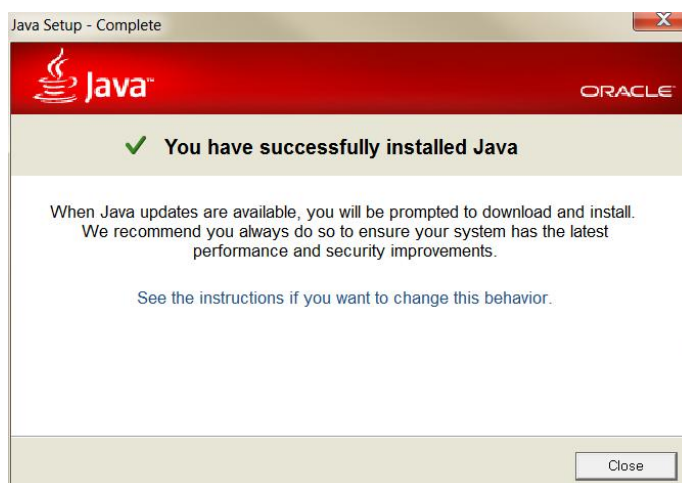 Java Setup - Complete
X
Java™
ORACLE
You have successfully installed Java
When Java updates are available, you will be prompted to download and install.
We recommend you always do so to ensure your system has the latest
performance and security improvements.
See the instructions if you want to change this behavior.
Close